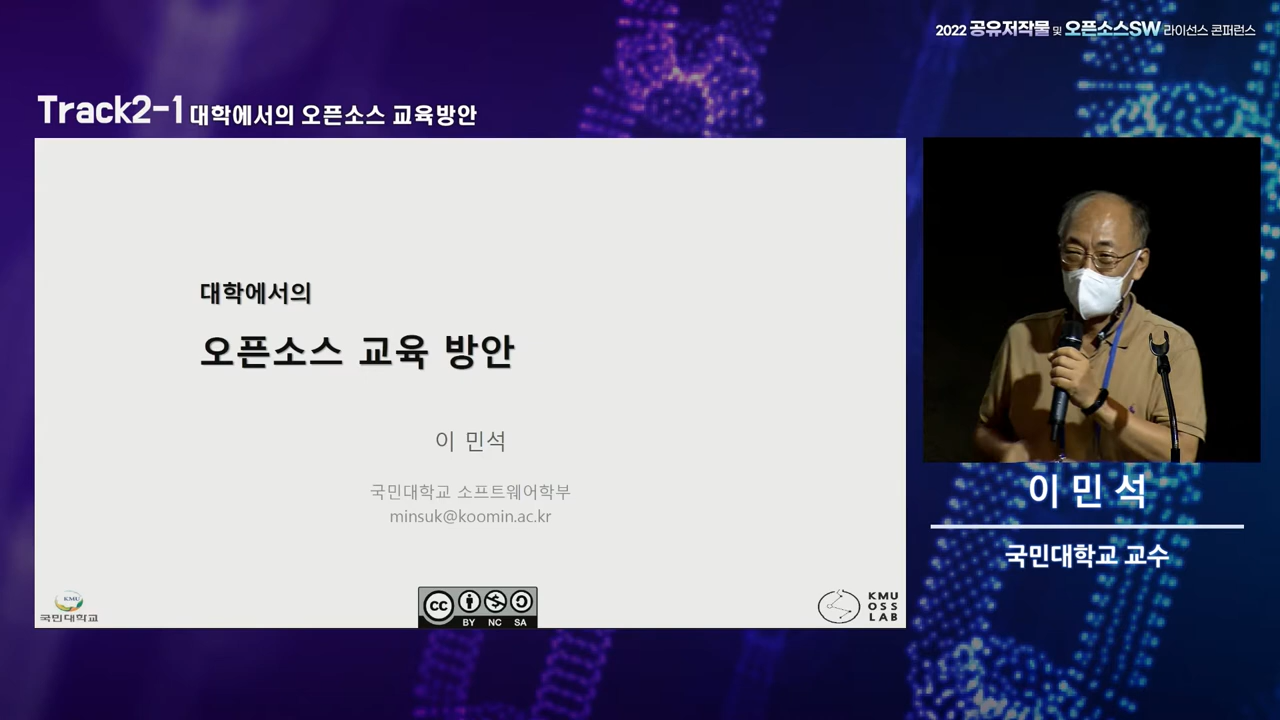 2022 공유저작물 및 오픈소스SW 라이선스 콘퍼런스
Track2-1 대학에서의 오픈소스 교육방안
대학에서의
오픈소스 교육 방안
이 민석
국민대학교 소프트웨어학부
minsuk@koomin.ac.kr
KMU
국민대학교
cc
BY NC SA
KMU
OSS
LAB
이 민 석
국민대학교 교수